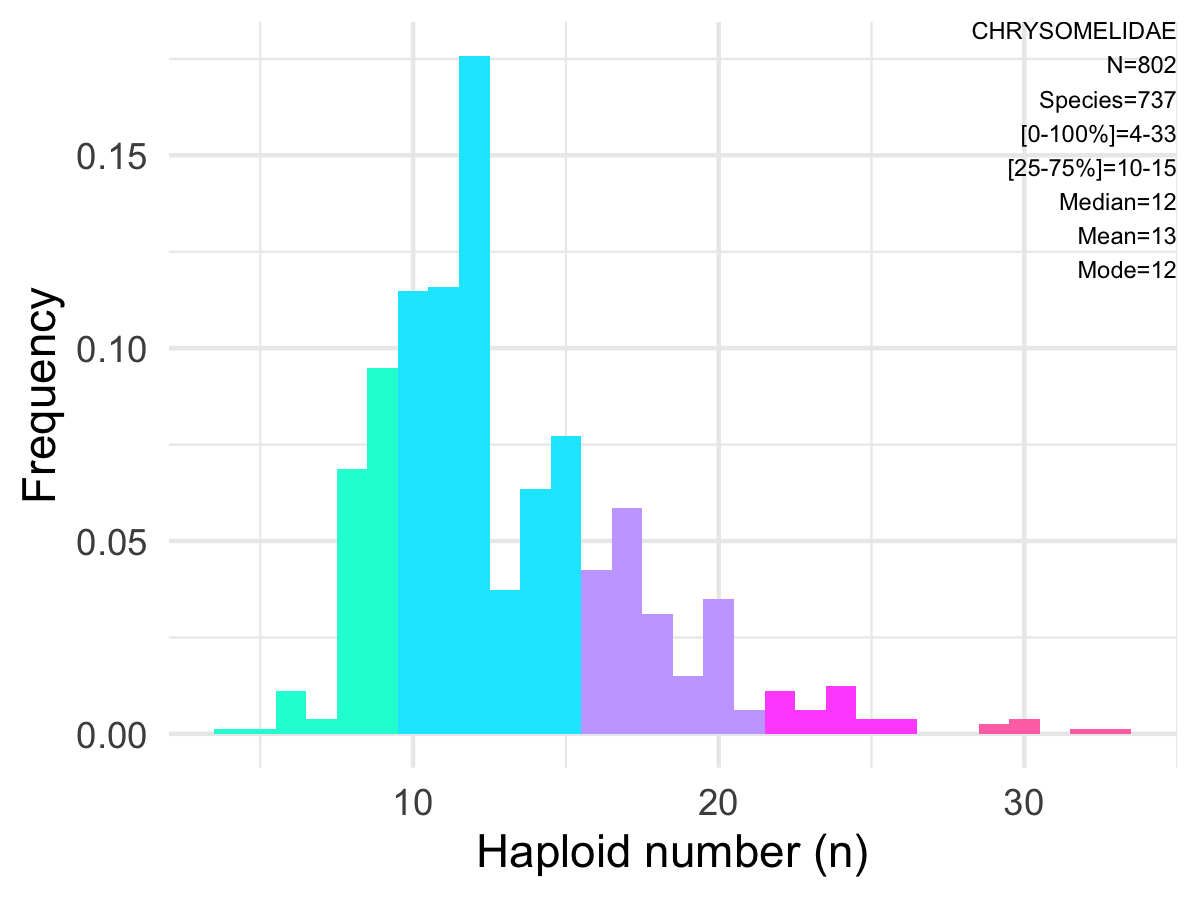 CHRYSOMELIDAE
N=802
Species=737
[0-100%]=4-33
[25-75%]=10-15
Median=12
Mean=13
Mode=12
0.15
0.10
0.05
0.00
Frequency
10 20 30
Haploid number (n)